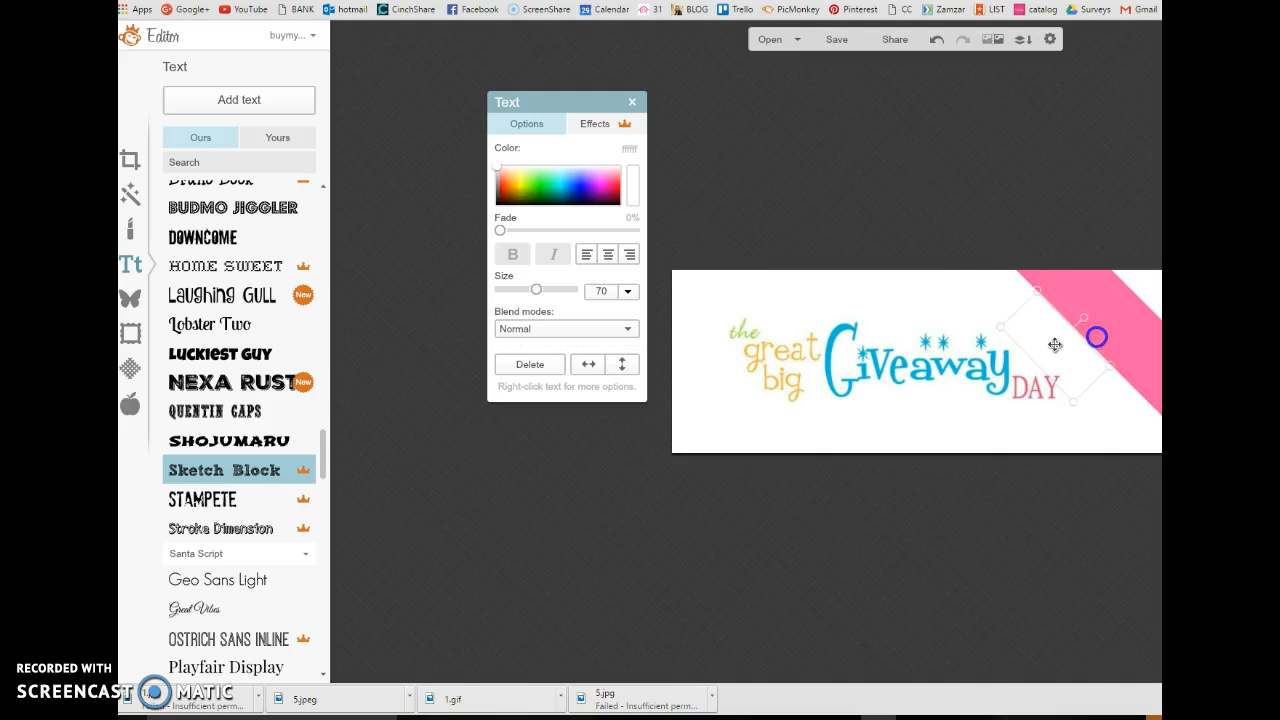 Apps
Google+
YouTube
BANK
hotmail
CinchShare
Facebook
ScreenShare
Calendar
31
BLOG
Trello
PicMonkey
Pinterest
CC
Zamzar
LIST
catalog
Surveys
Gmail
Editor
buymy...
Open
Save
Share
Text
Add text
Ours
Yours
Search
BUDMO JIGGLER
DOWNCOME
HOME SWEET
Laughing Gull
New
Lobster Two
Luckiest Guy
NEXA RUST
New
QUENTIN CAPS
SHOJUMARU
Sketch Block
STAMPETE
Stroke Dimension
Santa Script
Geo Sans Light
Great Vibes
OSTRICH SANS INLINE
Playfair Display
Tt
Text
x
Options
Effects
Color:
ffffff
Fade
0%
B
I
Size
70
Blend modes:
Normal
Delete
Right-click text for more options.
the
great
big
Giveaway
DAY
RECORDED WITH
SCREENCAST MATIC
Failed - Insufficient perm...
5.jpeg
1.gif
5.jpg
Failed - Insufficient perm...